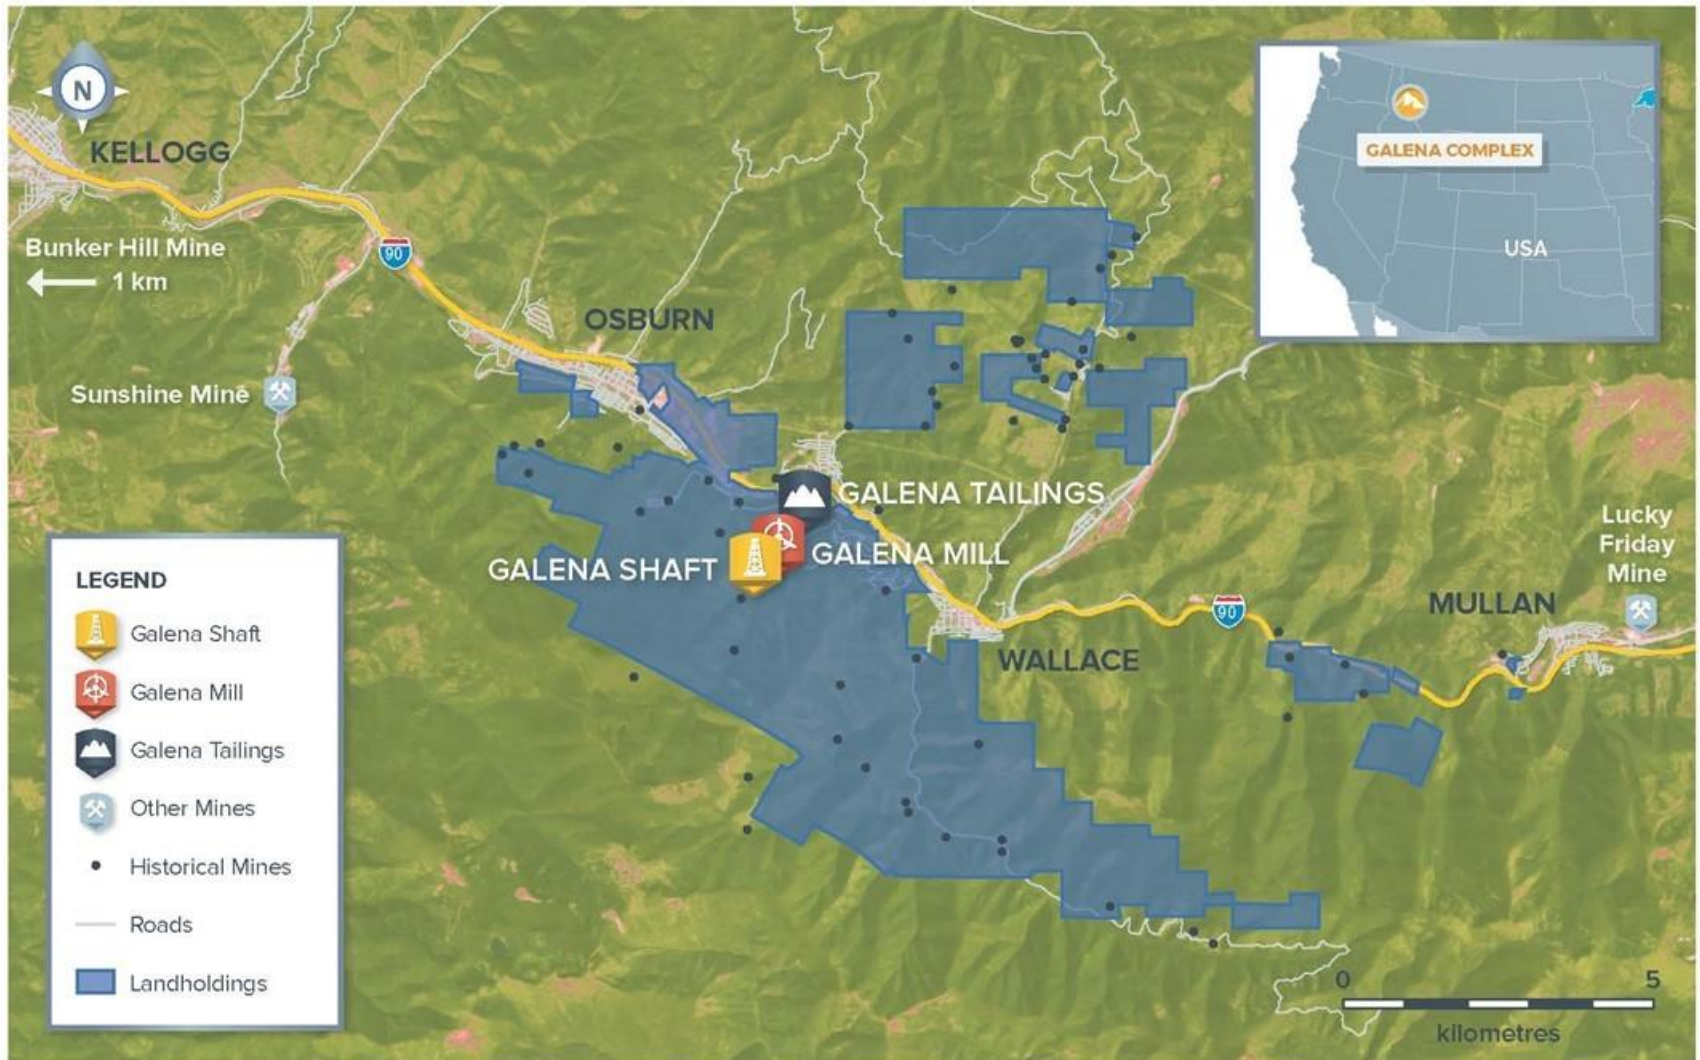 N
KELLOGG
Bunker Hill Mine
1 km
90
Sunshine Mine
OSBURN
GALENA COMPLEX
USA
GALENA TAILINGS
GALENA MILL
GALENA SHAFT
WALLACE
90
MULLAN
Lucky
Friday
Mine
LEGEND
Galena Shaft
Galena Mill
Galena Tailings
Other Mines
Historical Mines
Roads
Landholdings
0 5
kilometres